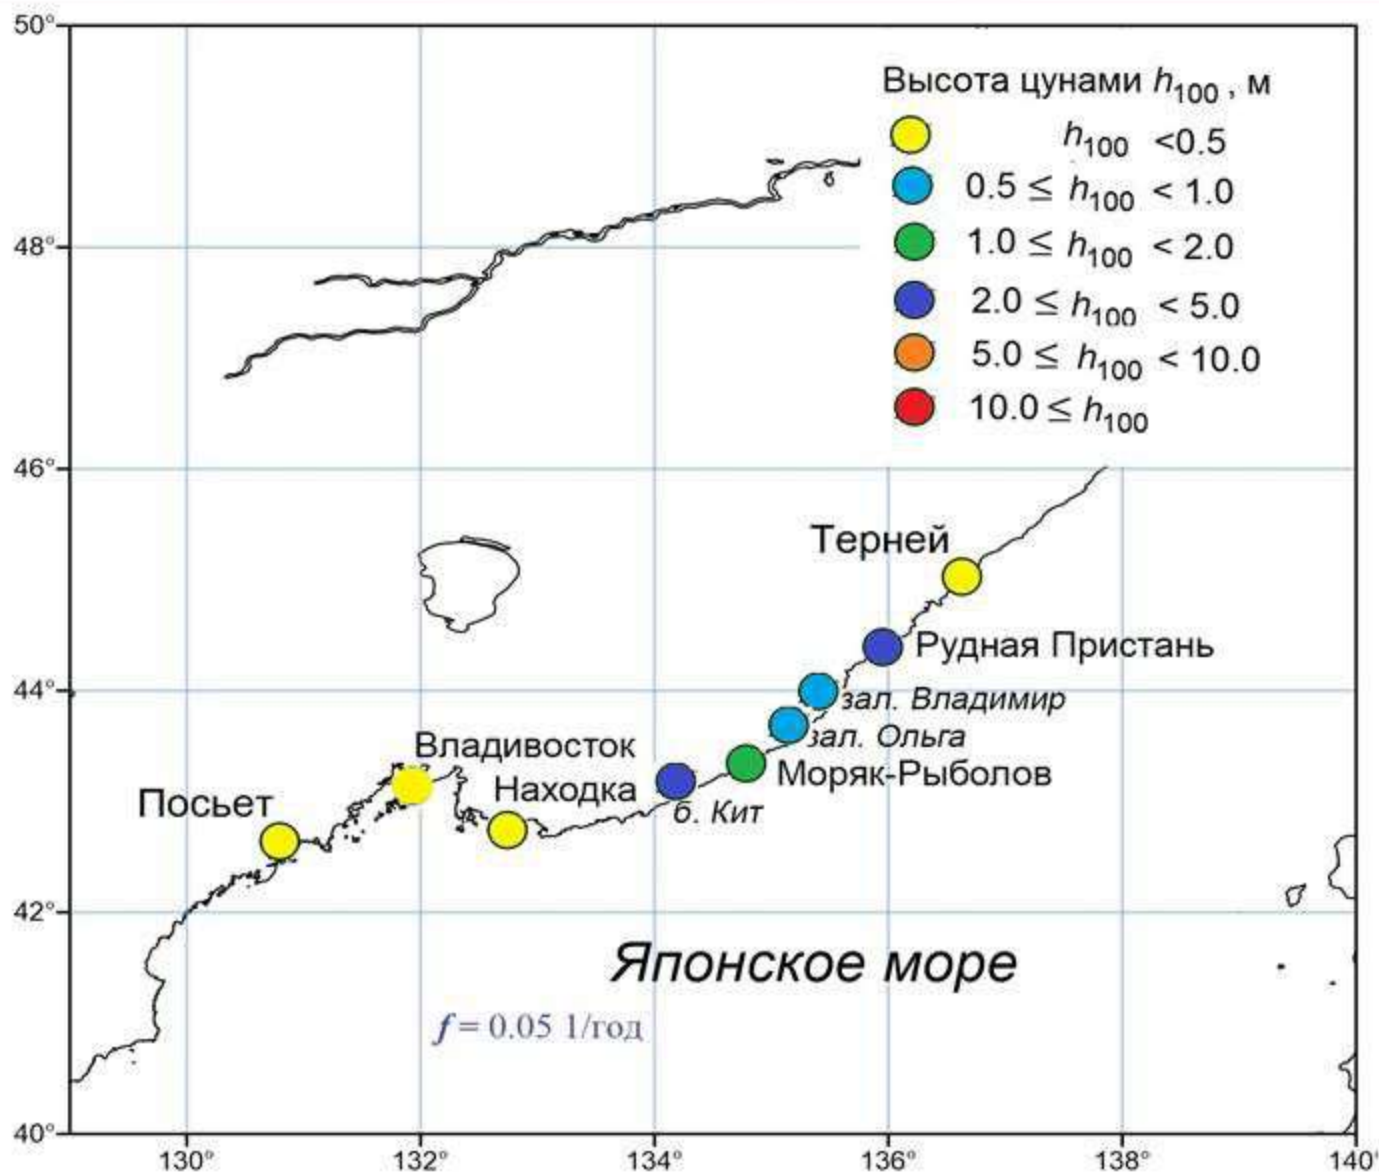 50°
Высота цунами h100 , м
h100 <0.5
0.5 ≤ h100 < 1.0
1.0 ≤ h100 < 2.0
48°
2.0 ≤ h100 < 5.0
5.0 ≤ h100 < 10.0
10.0 ≤ h100
46°
Терней
Рудная Пристань
44°
зал. Владимир
зал. Ольга
Владивосток
Моряк-Рыболов
Находка
Посьет
б. Кит
42°
Японское море
f = 0.05 1/год
40°
130° 132° 134° 136° 138° 140°